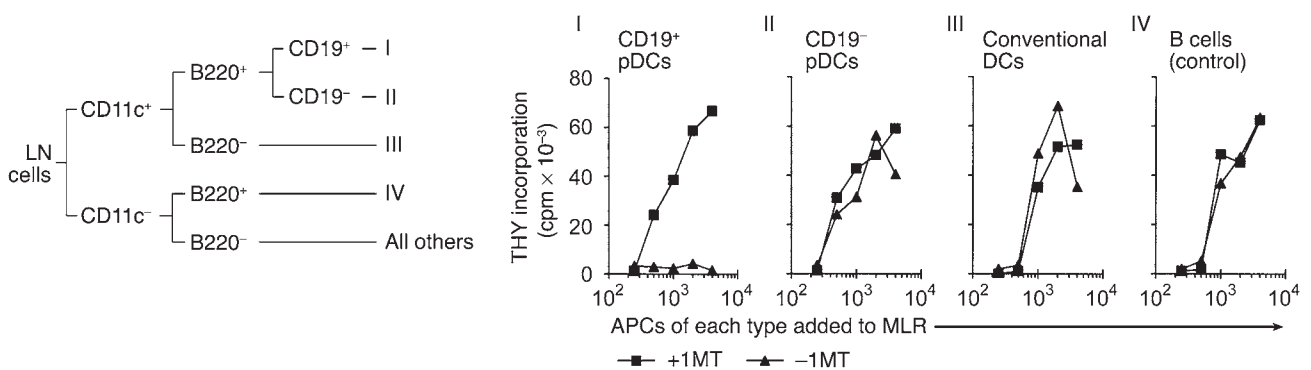 LN
cells
CD11c⁺
CD11c⁻
B220⁺
B220⁻
B220⁺
B220⁻
CD19⁺
CD19⁻
I
II
III
IV
All others
I
CD19⁺
pDCs
II
CD19⁻
pDCs
III
Conventional
DCs
IV
B cells
(control)
THY incorporation
(cpm × 10⁻³)
80
60
40
20
0
10² 10³ 10⁴
10² 10³ 10⁴
10² 10³ 10⁴
10² 10³ 10⁴
APCs of each type added to MLR
+1MT −1MT